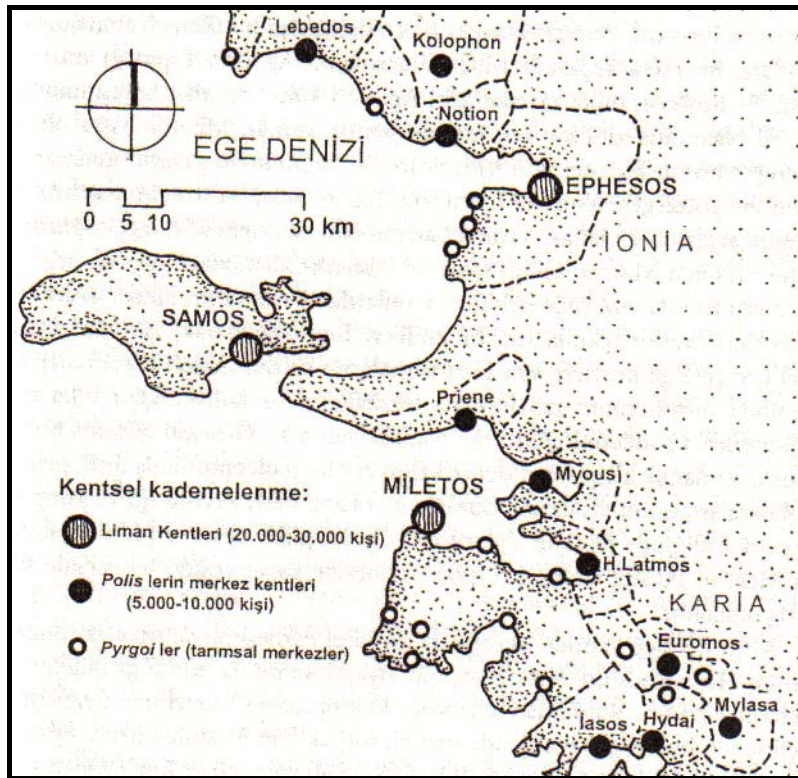 Lebedos
Kolophon
Notion
EGE DENİZİ
EPHESOS
0 5 10 30 km
İONİA
SAMOS
Priene
Myous
Kentsel kademelenme:
MİLETOS
Liman Kentleri (20.000-30.000 kişi)
H.Latmos
Polis lerin merkez kentleri
(5.000-10.000 kişi)
KARİA
Euromos
Pyrgoi ler (tarımsal merkezler)
Mylasa
İasos
Hydai